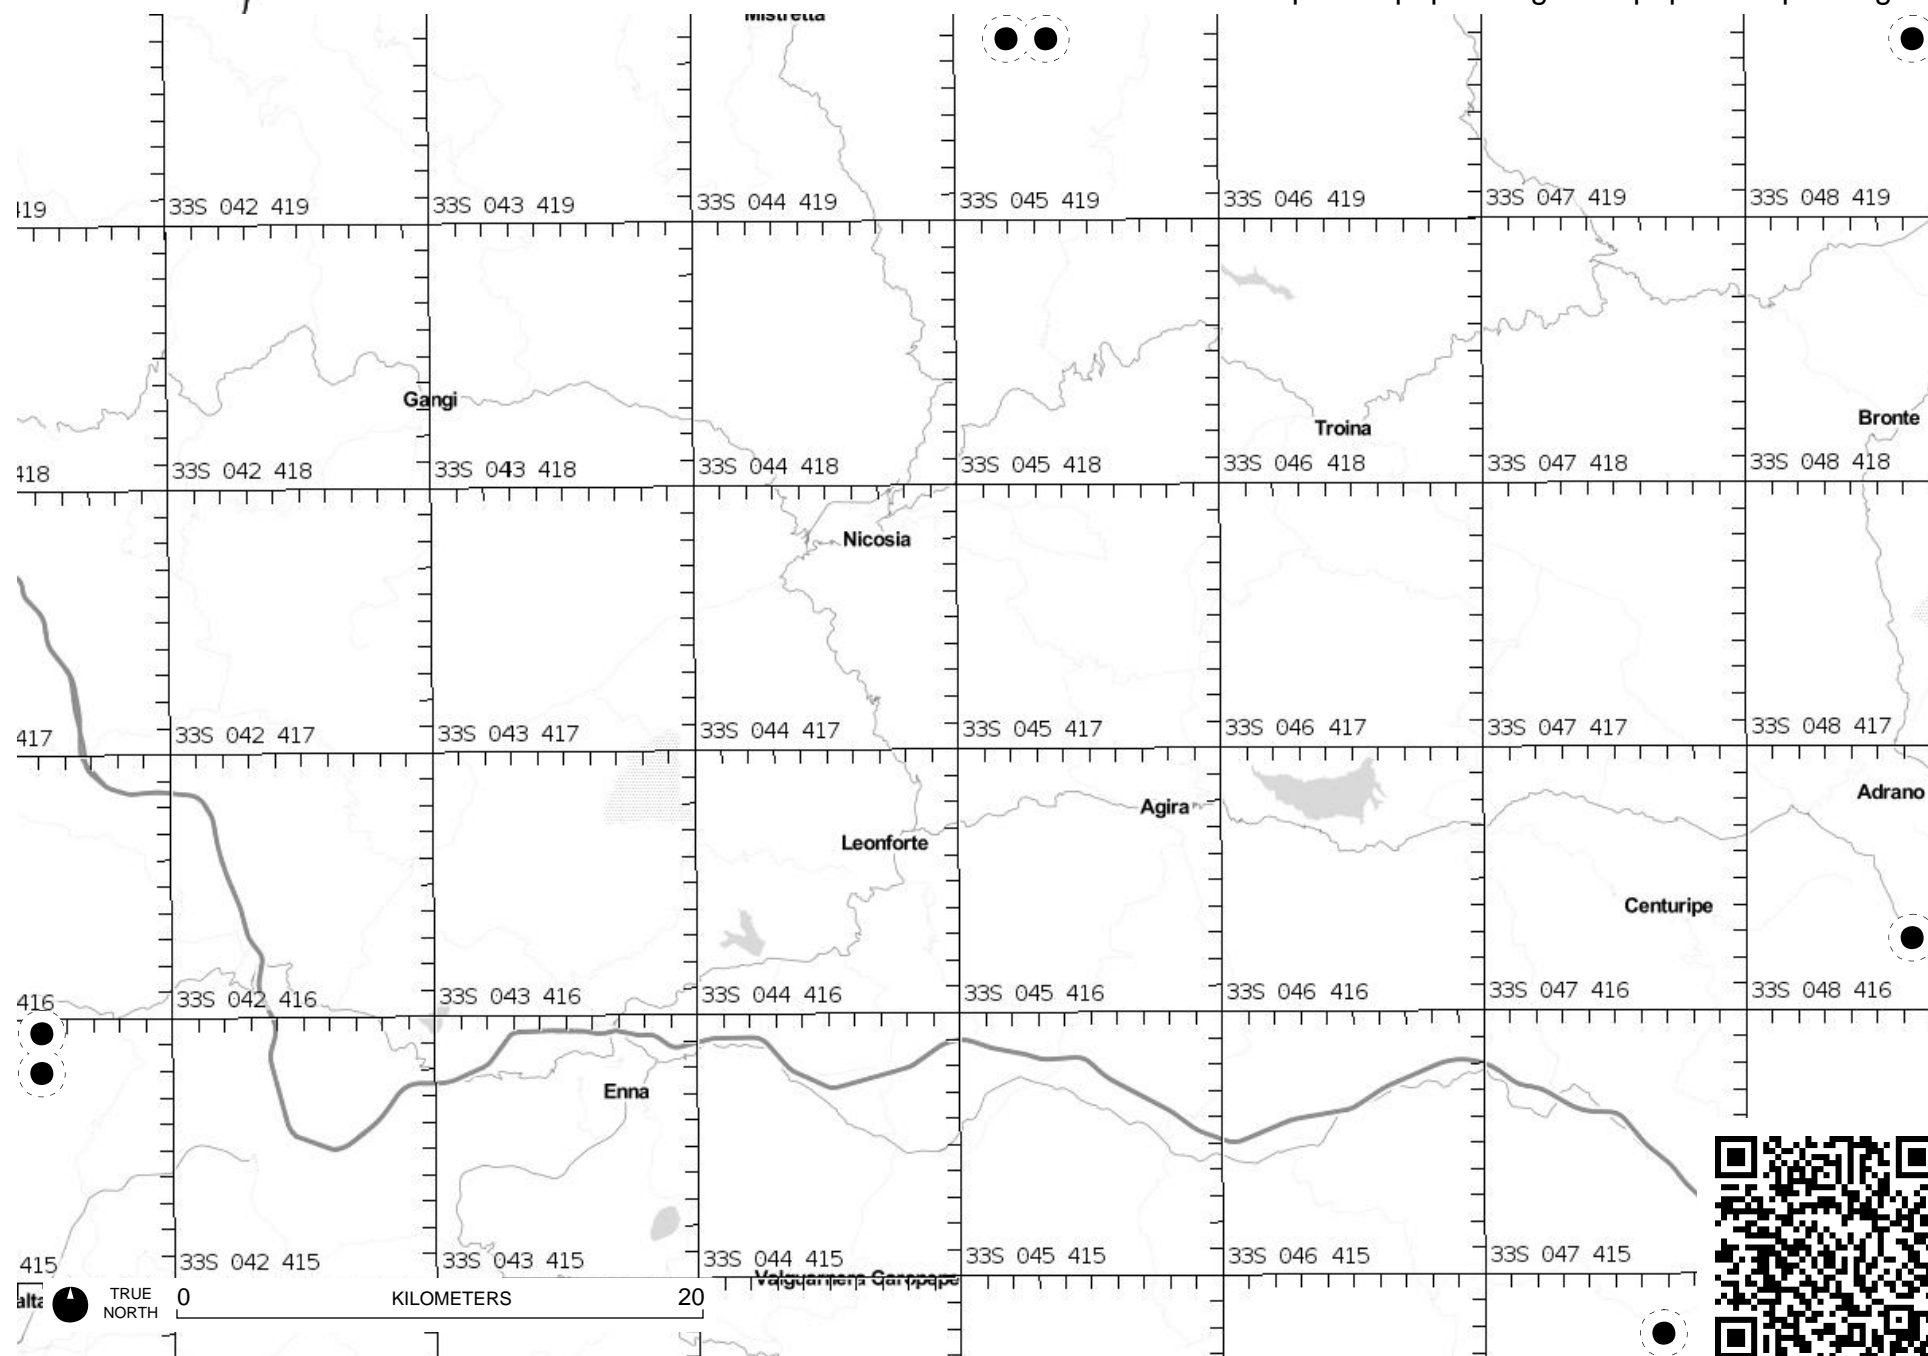 Mistretta
419
33S 042 419
33S 043 419
33S 044 419
33S 045 419
33S 046 419
33S 047 419
33S 048 419
Gangi
Troina
Bronte
418
33S 042 418
33S 043 418
33S 044 418
33S 045 418
33S 046 418
33S 047 418
33S 048 418
Nicosia
417
33S 042 417
33S 043 417
33S 044 417
33S 045 417
33S 046 417
33S 047 417
33S 048 417
Adrano
Agira
Leonforte
Centuripe
416
33S 042 416
33S 043 416
33S 044 416
33S 045 416
33S 046 416
33S 047 416
33S 048 416
Enna
415
33S 042 415
33S 043 415
33S 044 415
33S 045 415
33S 046 415
33S 047 415
Valguarnera Caropepe
alta
TRUE
NORTH
0 KILOMETERS 20